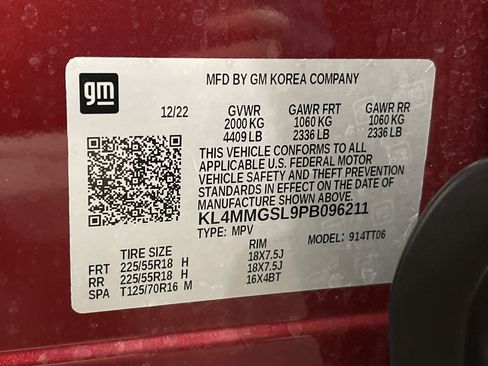 gm
MFD BY GM KOREA COMPANY
12/22 GVWR GAWR FRT GAWR RR
2000 KG 1060 KG 1060 KG
4409 LB 2336 LB 2336 LB
THIS VEHICLE CONFORMS TO ALL
APPLICABLE U.S. FEDERAL MOTOR
VEHICLE SAFETY AND THEFT PREVENTION
STANDARDS IN EFFECT ON THE DATE OF
MANUFACTURE SHOWN ABOVE.
KL4MMGSL9PB096211
TYPE: MPV MODEL: 914TT06
TIRE SIZE RIM
FRT 225/55R18 H 18X7.5J
RR 225/55R18 H 18X7.5J
SPA T125/70R16 M 16X4BT